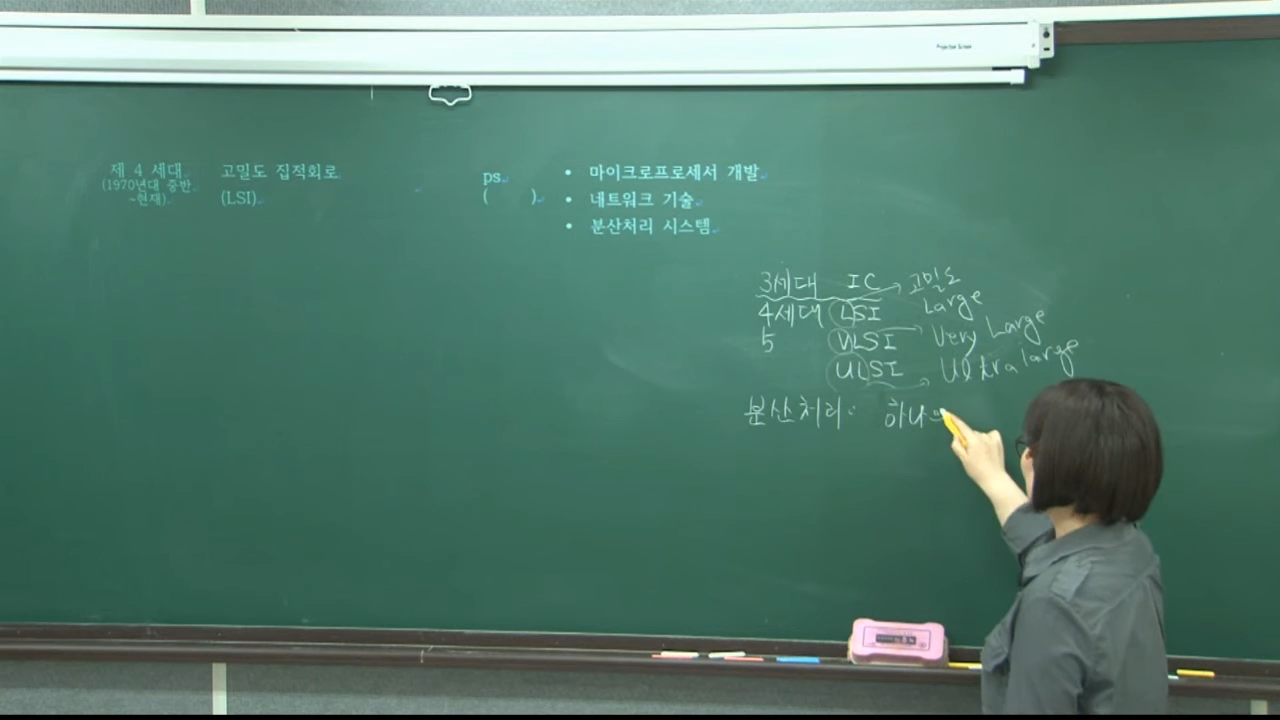 Projection Screen
제 4 세대 고밀도 집적회로 ps • 마이크로프로세서 개발
(1970년대 중반 (LSI) ( ) • 네트워크 기술
~현재) • 분산처리 시스템
3세대 IC → 고밀도
4세대 LSI Large
5 VLSI → Very Large
ULSI → Ultra large
분산처리: 하나의